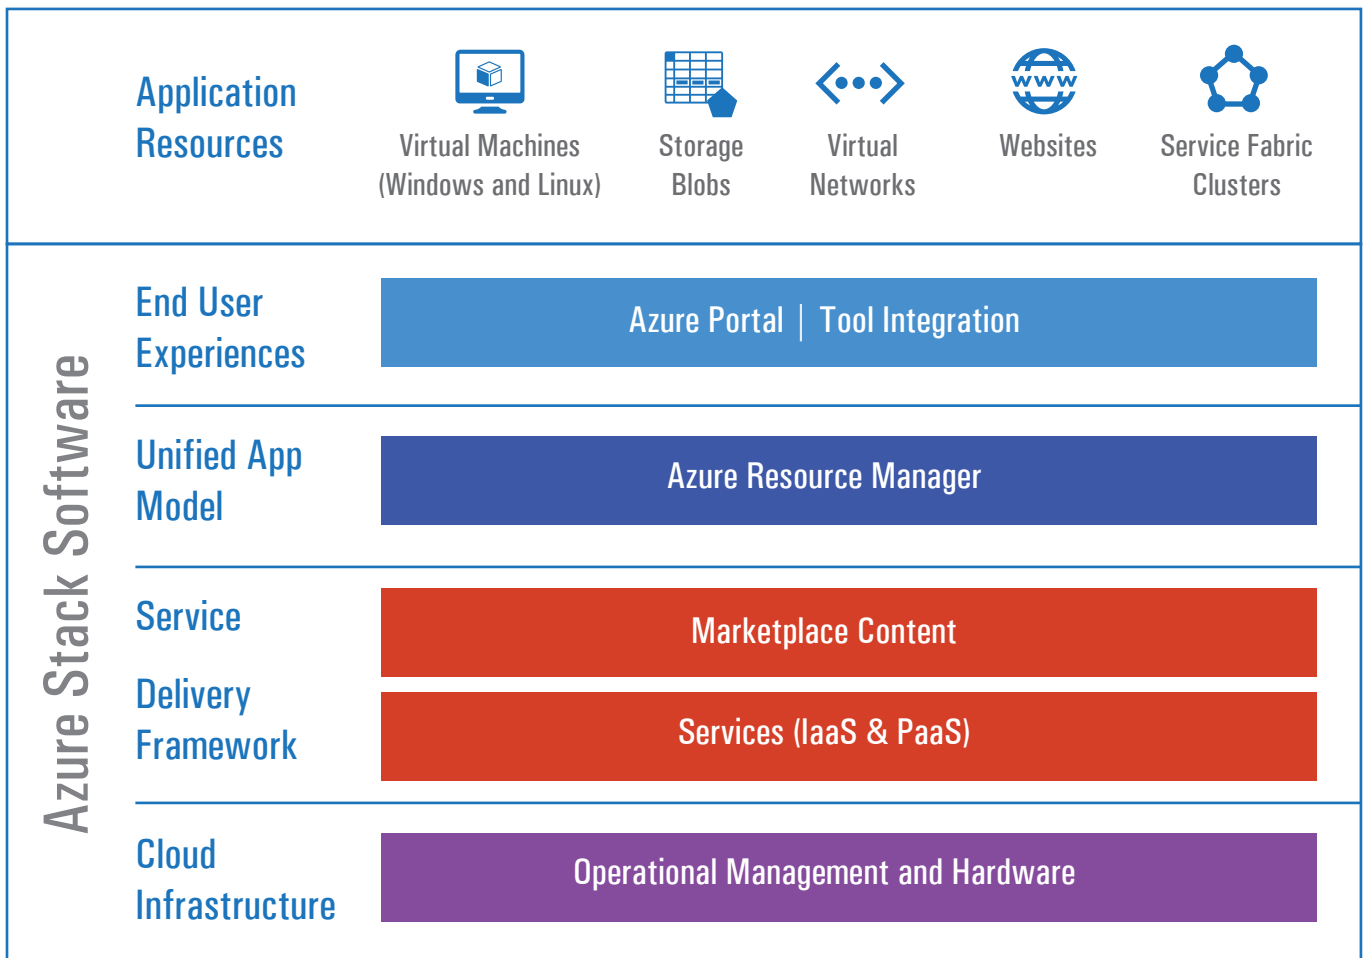 Application
Resources
www
Virtual Machines
(Windows and Linux)
Storage
Blobs
Virtual
Networks
Websites
Service Fabric
Clusters
Azure Stack Software
End User
Experiences
Azure Portal | Tool Integration
Unified App
Model
Azure Resource Manager
Service
Delivery
Framework
Marketplace Content
Services (IaaS & PaaS)
Cloud
Infrastructure
Operational Management and Hardware